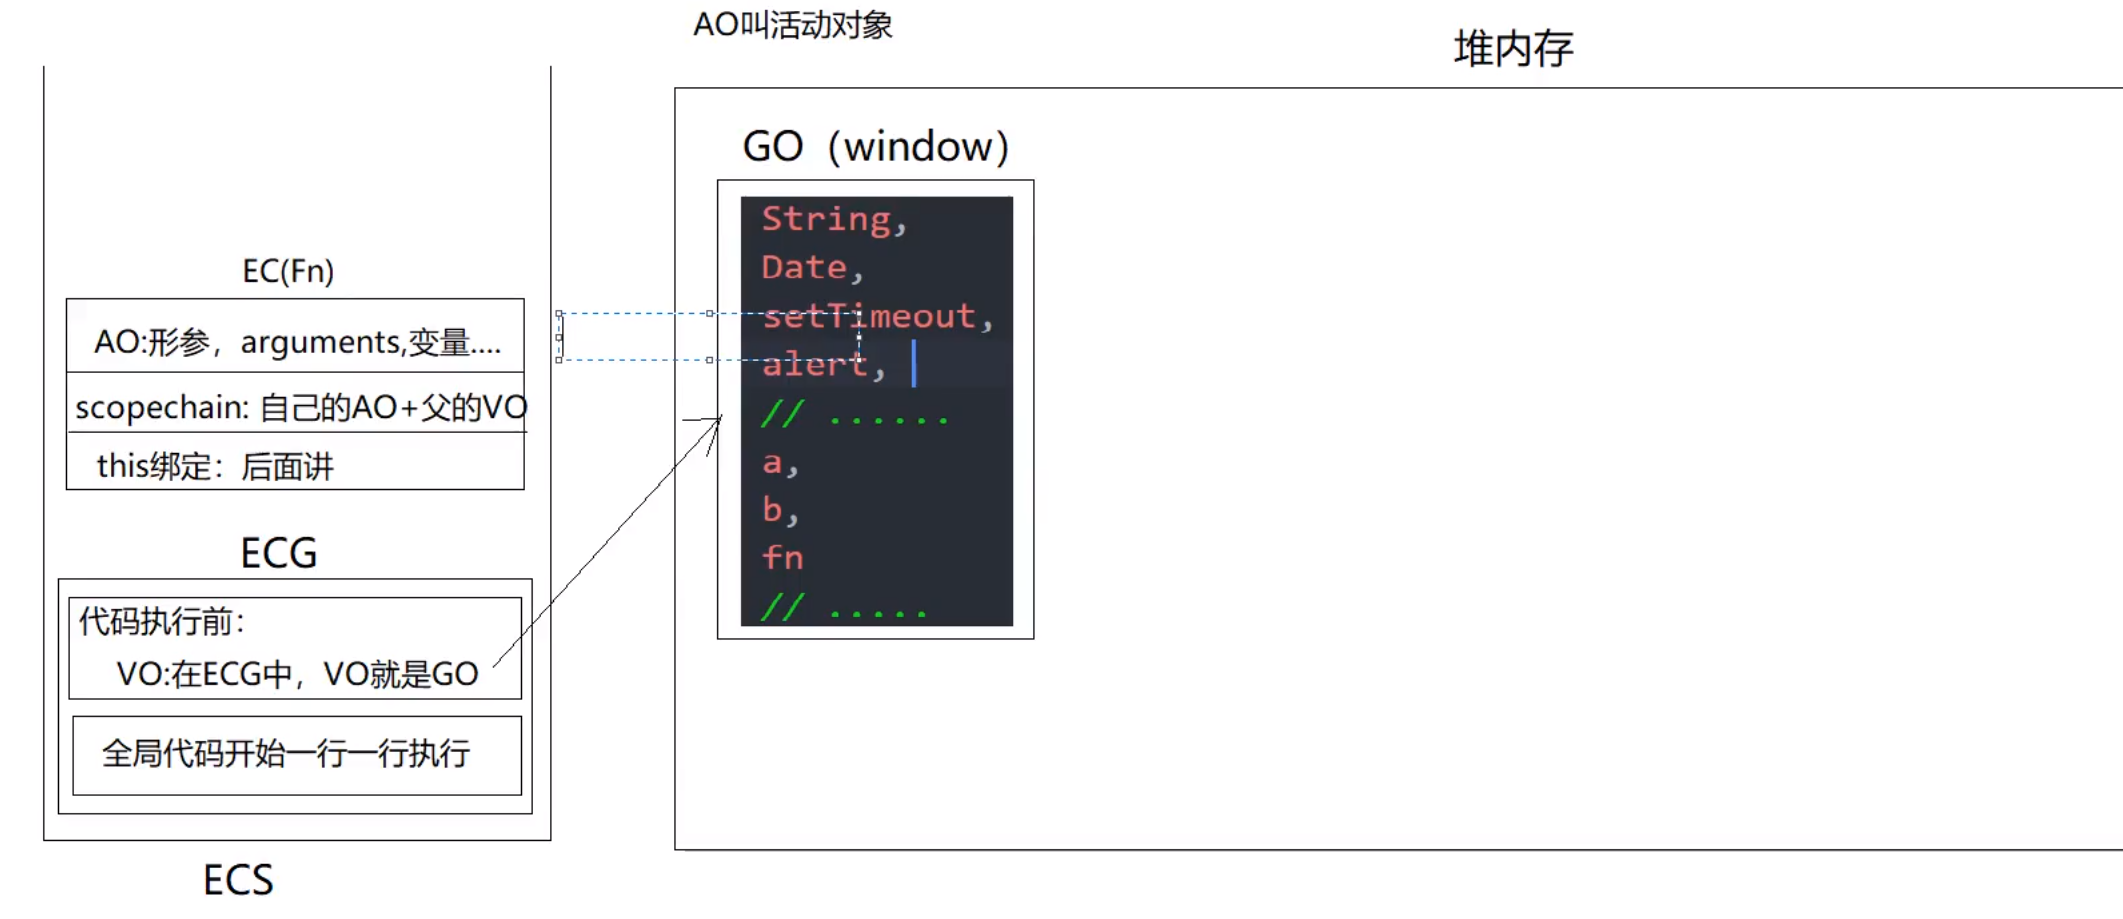 AO叫活动对象
堆内存
GO（window）
String,
Date,
setTimeout,
alert,
// ......
a,
b,
fn
// .....
EC(Fn)
AO:形参，arguments,变量....
scopechain: 自己的AO+父的VO
this绑定：后面讲
ECG
代码执行前：
VO:在ECG中，VO就是GO
全局代码开始一行一行执行
ECS